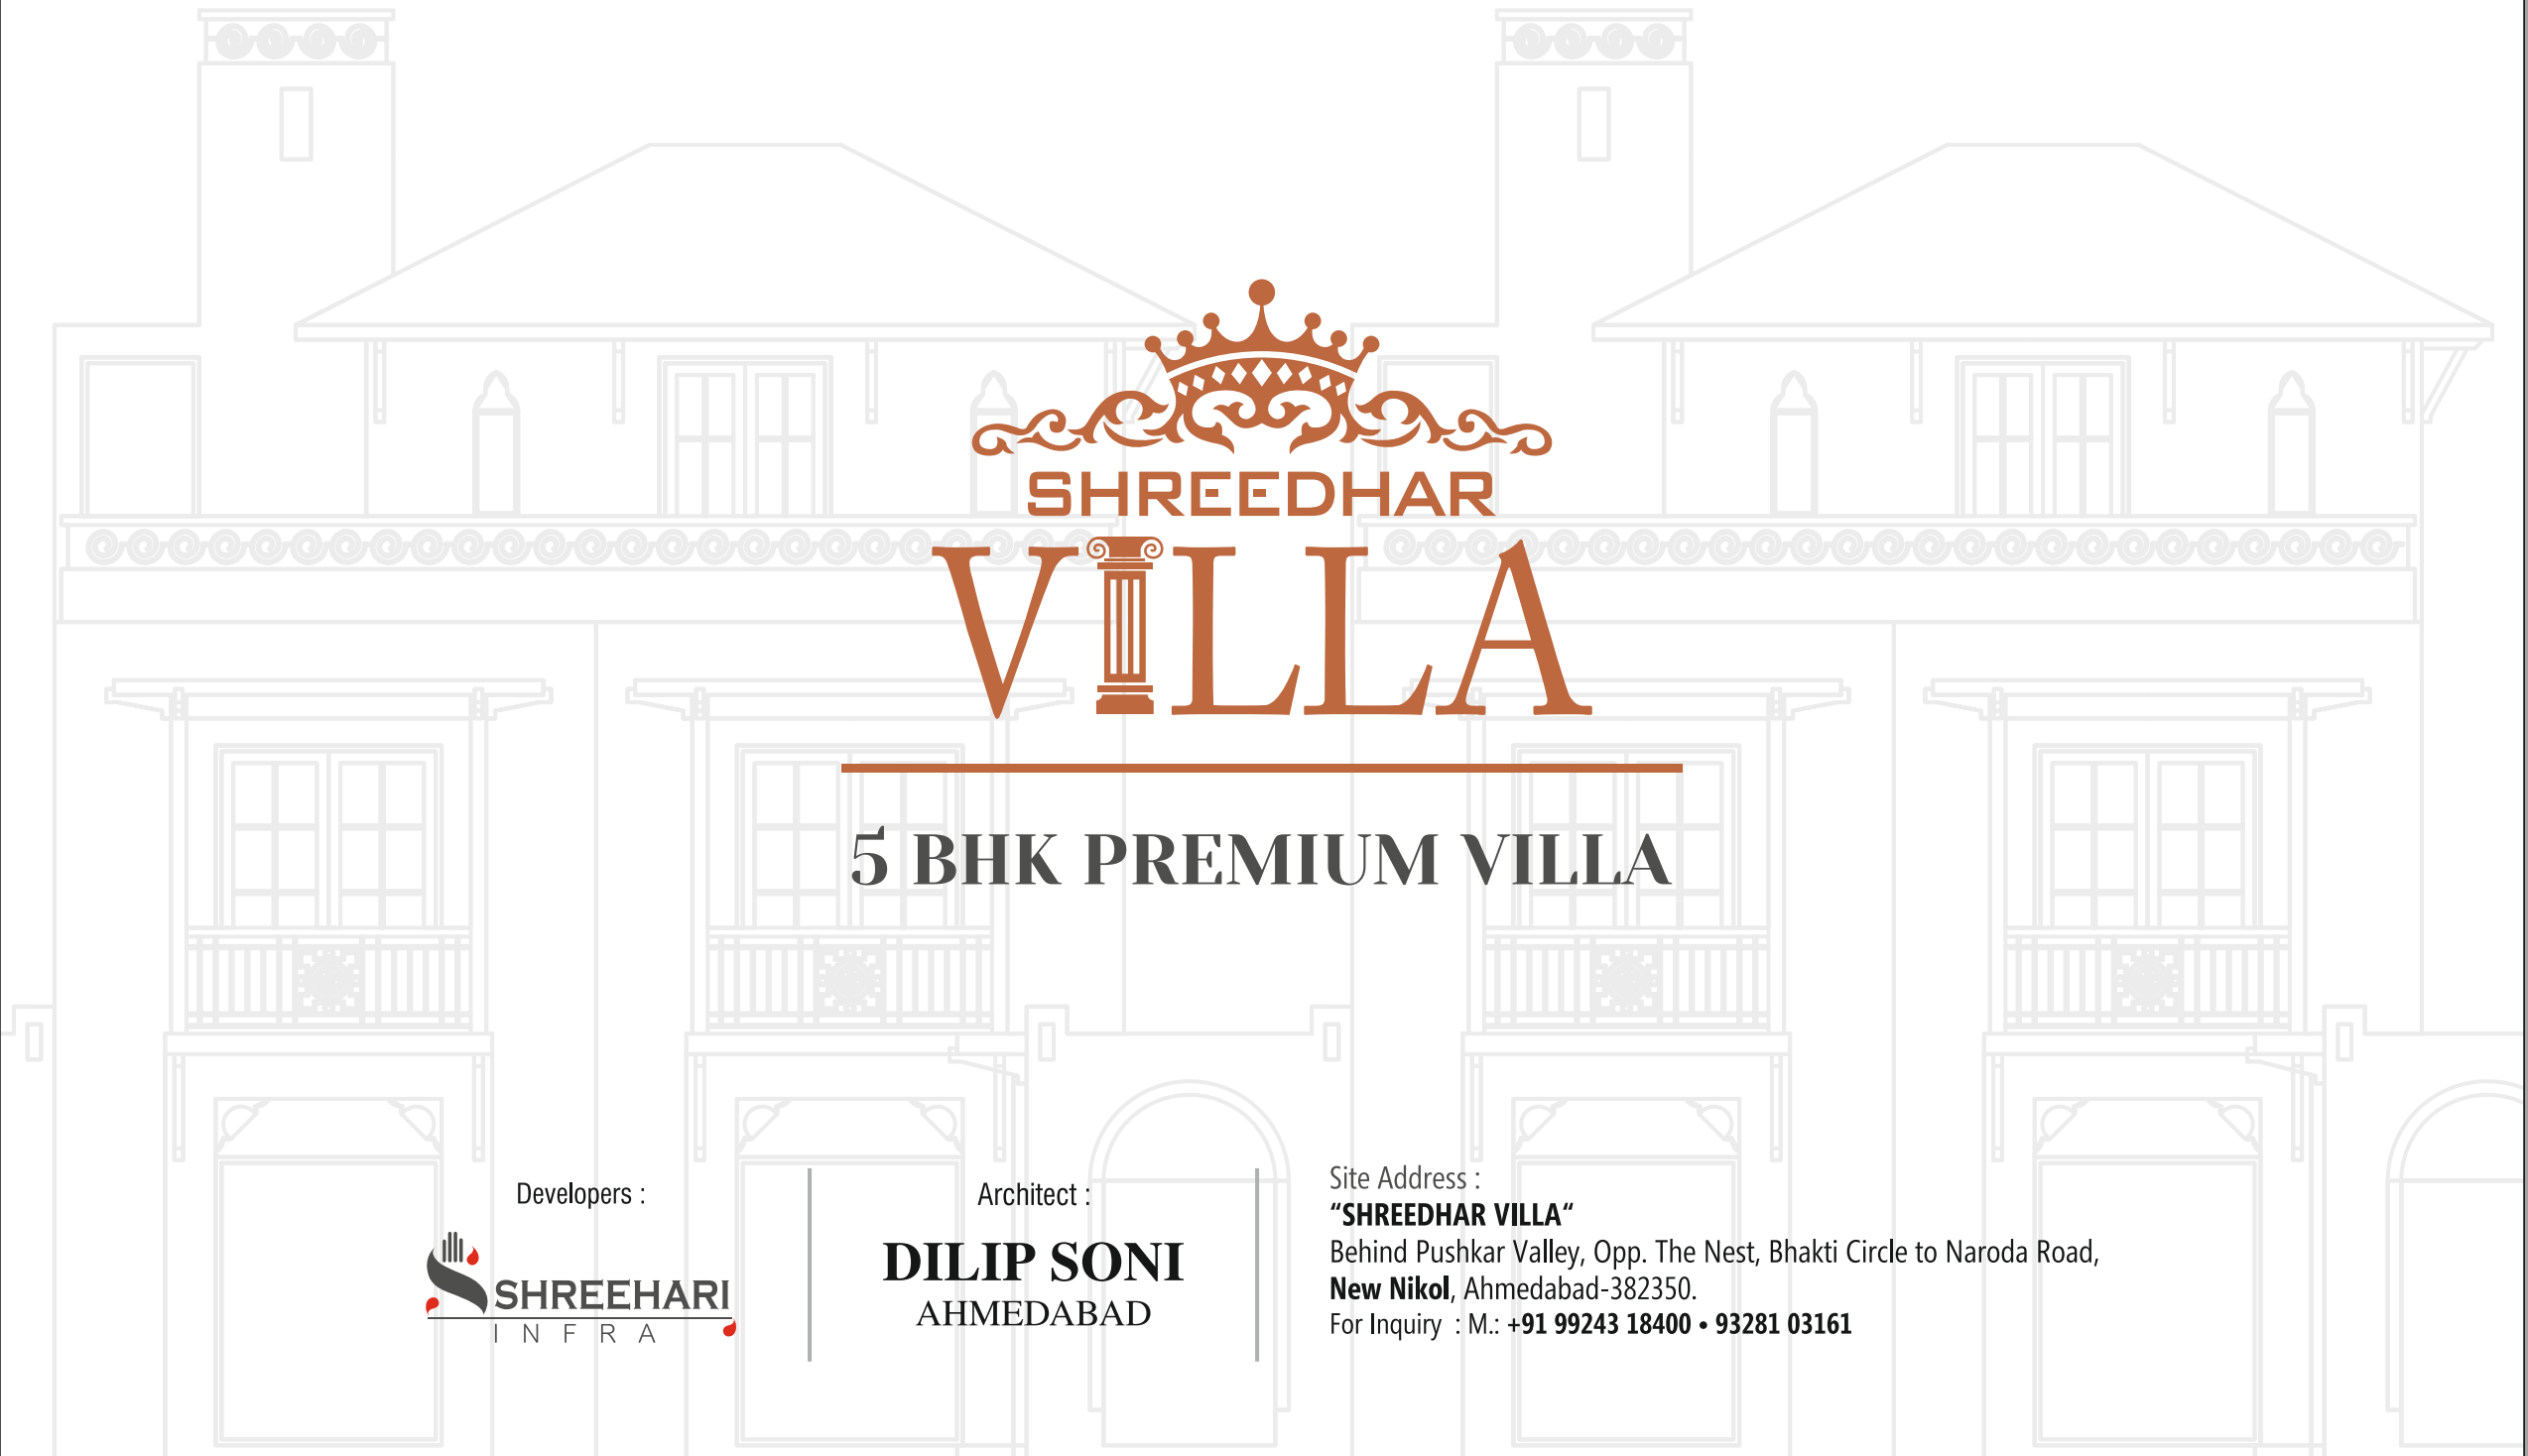 SHREEDHAR
VILLA
5 BHK PREMIUM VILLA
Developers :
SHREEHARI
INFRA
Architect :
DILIP SONI
AHMEDABAD
Site Address :
“SHREEDHAR VILLA“
Behind Pushkar Valley, Opp. The Nest, Bhakti Circle to Naroda Road,
New Nikol, Ahmedabad-382350.
For Inquiry : M.: +91 99243 18400 • 93281 03161